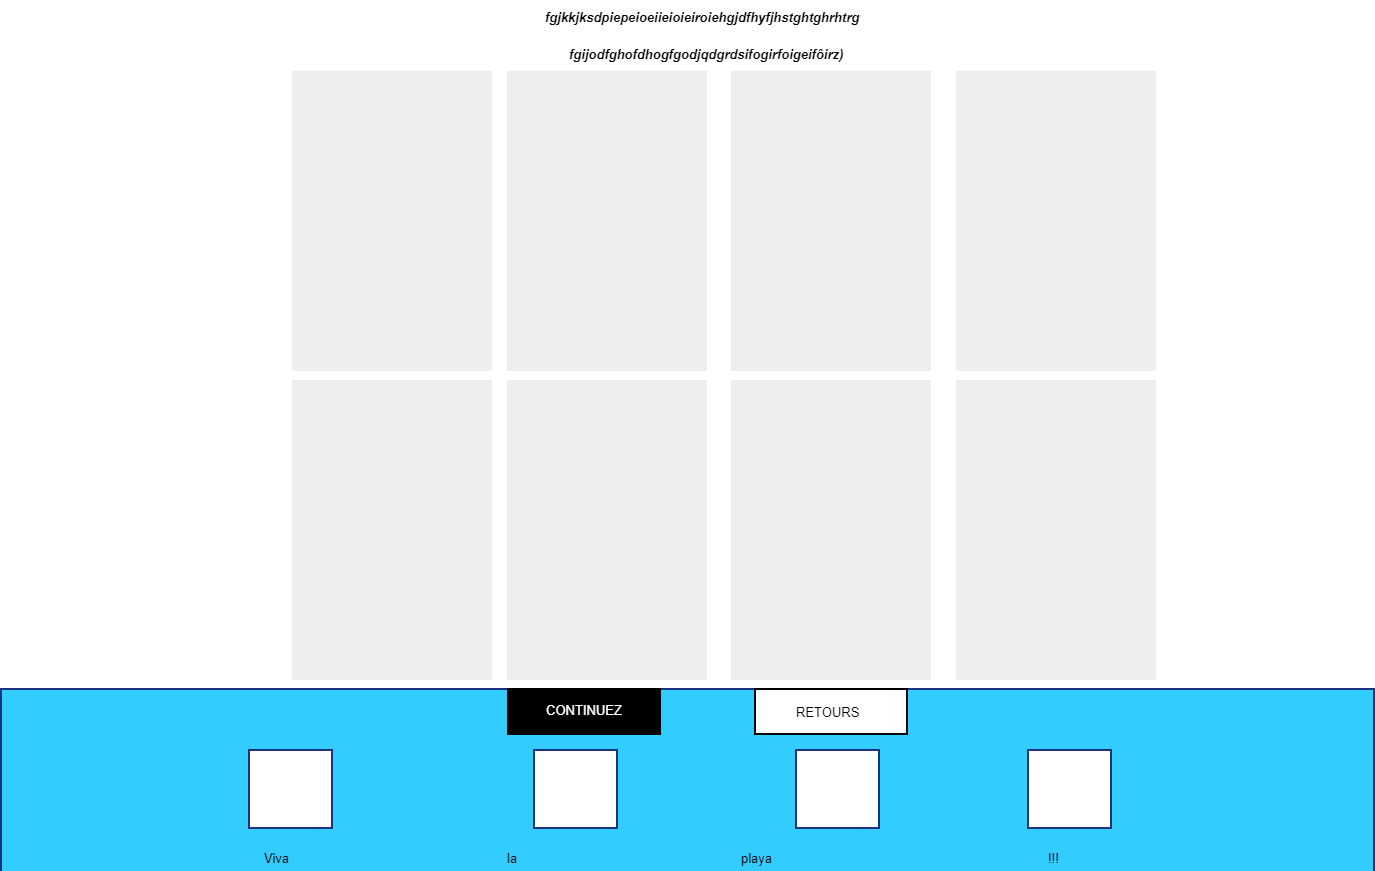 fgjkkjksdpiepeioeiieioieiroiehgjdfhyfjhstghtghrhtrg
fgijodfghofdhogfgodjqdgrdsifogirfoigeifôirz)
CONTINUEZ RETOURS
Viva la playa !!!